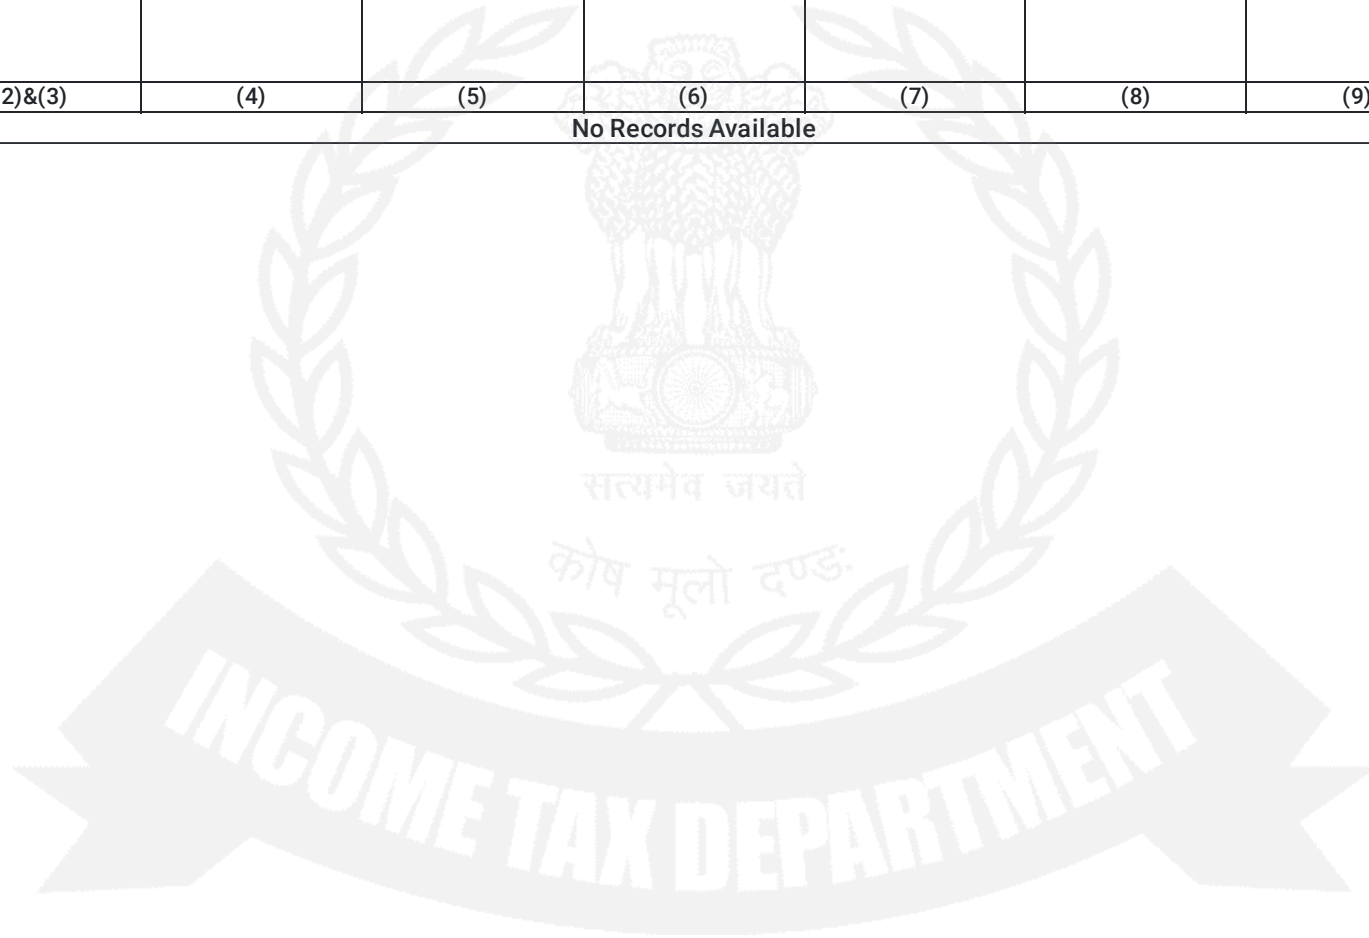 2)&(3) (4) (5) (6) (7) (8) (9)
No Records Available
सत्यमेव जयते
कोष मूलो दण्डः
INCOME TAX DEPARTMENT